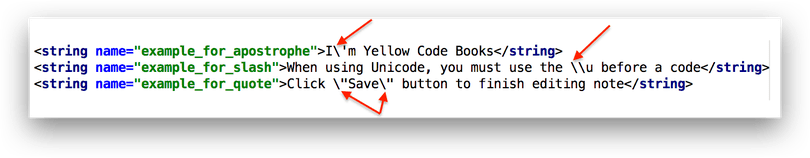 <string name="example_for_apostrophe">I\'m Yellow Code Books</string>
<string name="example_for_slash">When using Unicode, you must use the \\u before a code</string>
<string name="example_for_quote">Click \"Save\" button to finish editing note</string>